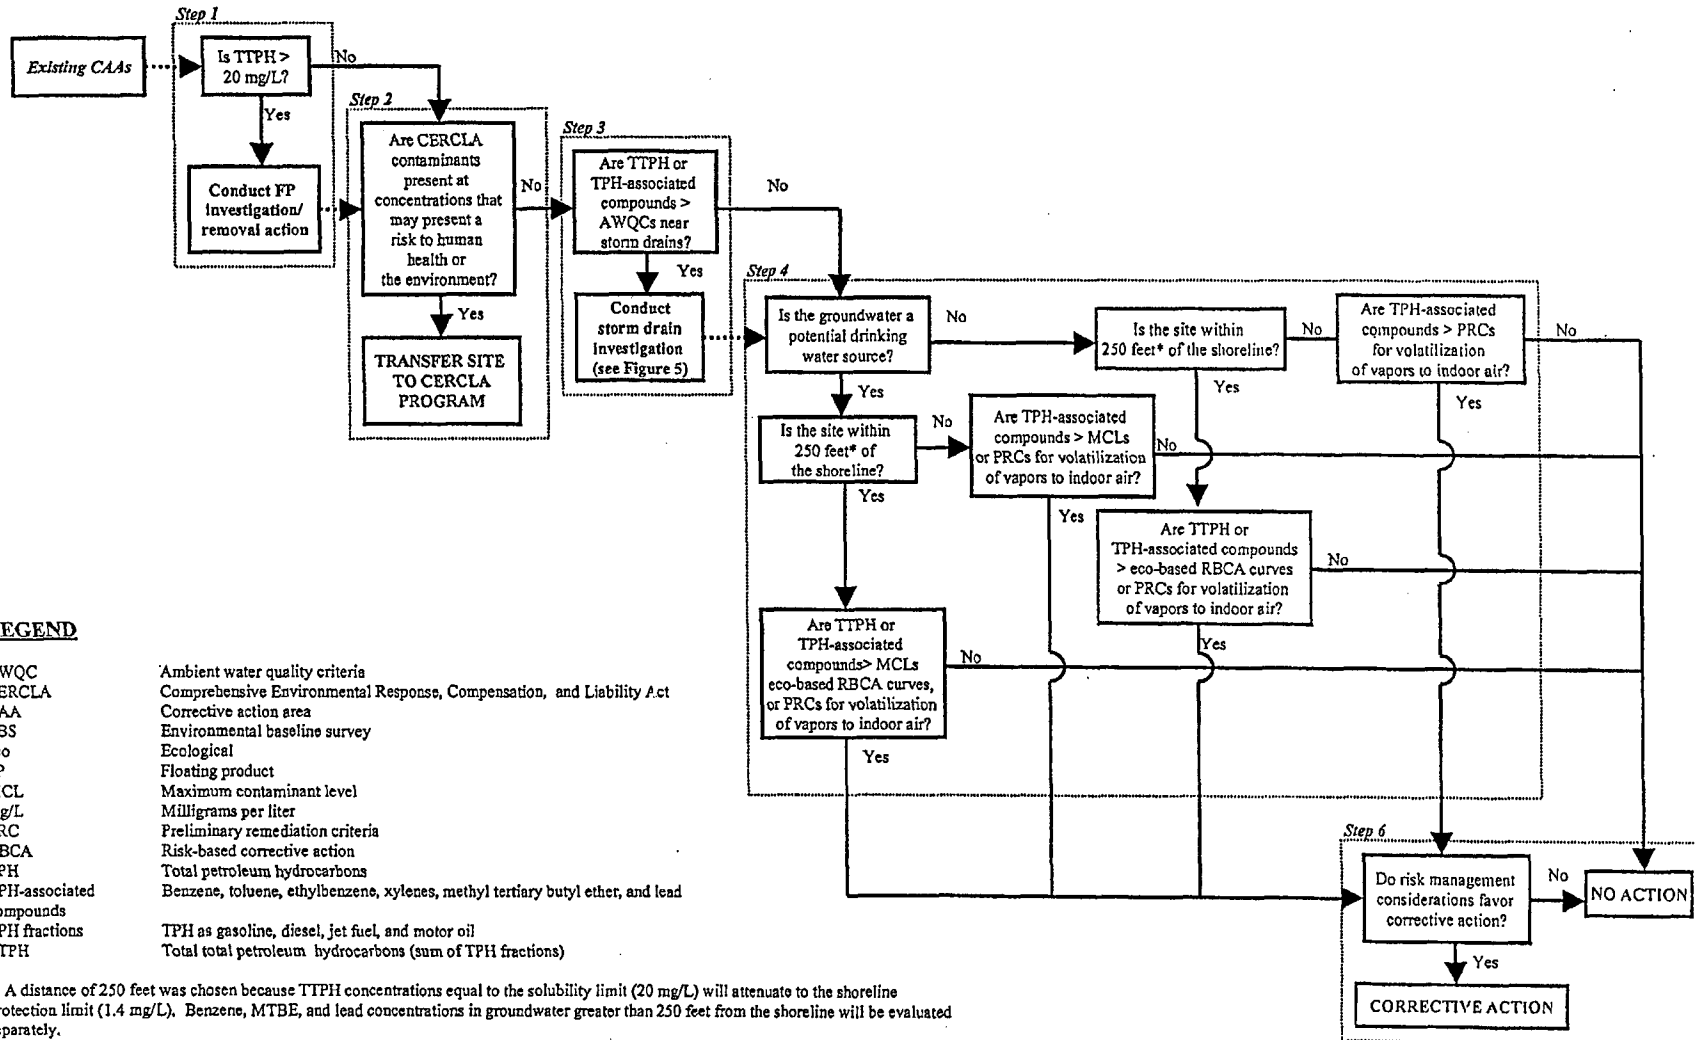 Step 1
Existing CAAs
Is TTPH >
20 mg/L?
No
Yes
Conduct FP
investigation/
removal action
Step 2
Are CERCLA
contaminants
present at
concentrations that
may present a
risk to human
health or
the environment?
No
Yes
TRANSFER SITE
TO CERCLA
PROGRAM
Step 3
Are TTPH or
TPH-associated
compounds >
AWQCs near
storm drains?
No
Yes
Conduct
storm drain
investigation
(see Figure 5)
Step 4
Is the groundwater a
potential drinking
water source?
No
Yes
Is the site within
250 feet* of the shoreline?
No
Yes
Are TPH-associated
compounds > PRCs
for volatilization
of vapors to indoor air?
No
Yes
Is the site within
250 feet* of
the shoreline?
No
Yes
Are TPH-associated
compounds > MCLs
or PRCs for volatilization
of vapors to indoor air?
No
Yes
Are TTPH or
TPH-associated compounds
> eco-based RBCA curves
or PRCs for volatilization
of vapors to indoor air?
No
Yes
Are TTPH or
TPH-associated
compounds> MCLs
eco-based RBCA curves,
or PRCs for volatilization
of vapors to indoor air?
No
Yes
Step 6
Do risk management
considerations favor
corrective action?
No
NO ACTION
Yes
CORRECTIVE ACTION
EGEND
WQC Ambient water quality criteria
ERCLA Comprehensive Environmental Response, Compensation, and Liability Act
AA Corrective action area
BS Environmental baseline survey
o Ecological
P Floating product
CL Maximum contaminant level
g/L Milligrams per liter
RC Preliminary remediation criteria
BCA Risk-based corrective action
PH Total petroleum hydrocarbons
PH-associated Benzene, toluene, ethylbenzene, xylenes, methyl tertiary butyl ether, and lead
ompounds
PH fractions TPH as gasoline, diesel, jet fuel, and motor oil
TPH Total total petroleum hydrocarbons (sum of TPH fractions)
A distance of 250 feet was chosen because TTPH concentrations equal to the solubility limit (20 mg/L) will attenuate to the shoreline
rotection limit (1.4 mg/L). Benzene, MTBE, and lead concentrations in groundwater greater than 250 feet from the shoreline will be evaluated
parately.